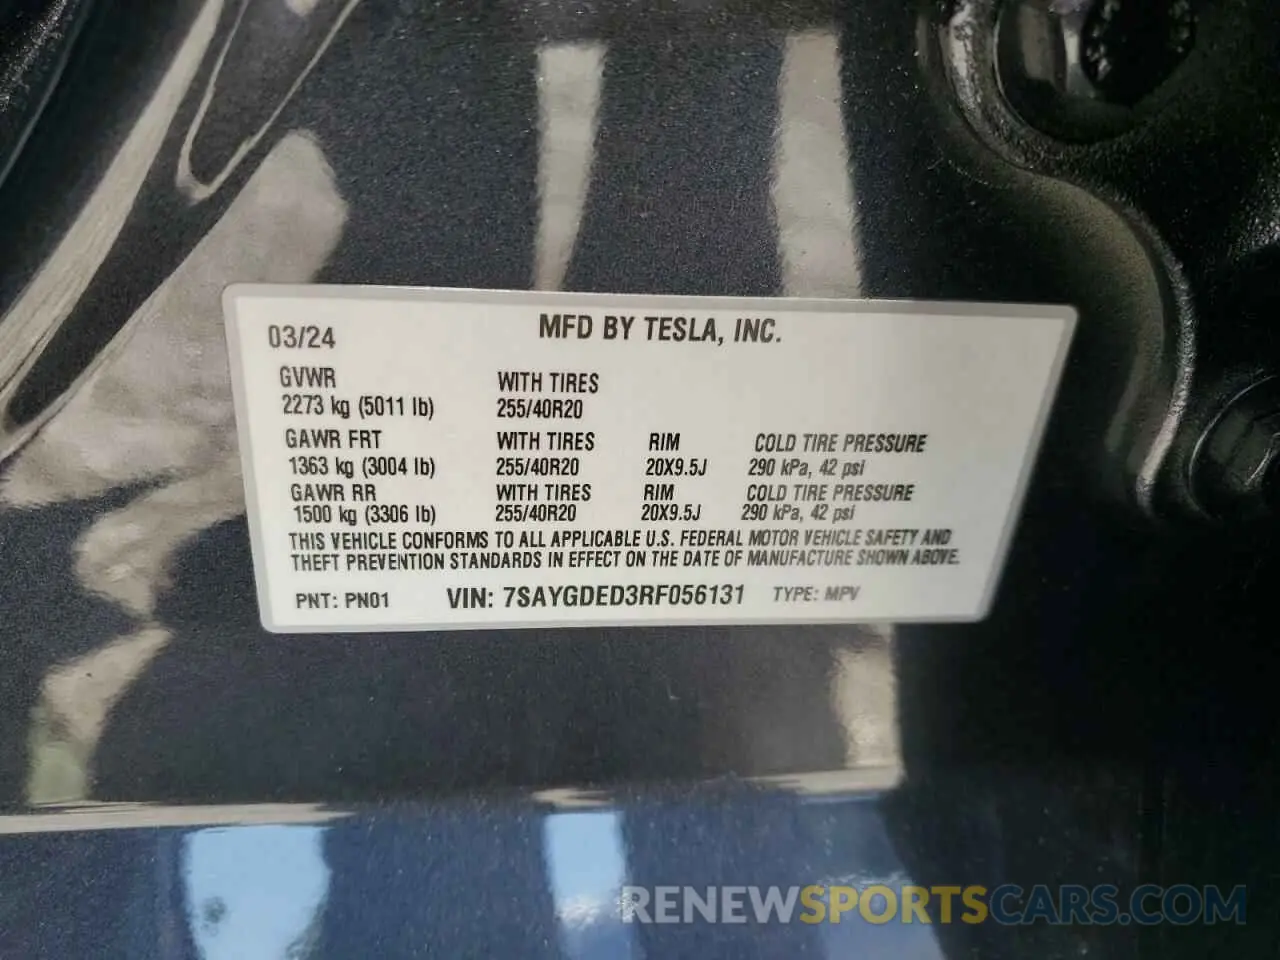 03/24 MFD BY TESLA, INC.
GVWR WITH TIRES
2273 kg (5011 lb) 255/40R20
GAWR FRT WITH TIRES RIM COLD TIRE PRESSURE
1363 kg (3004 lb) 255/40R20 20X9.5J 290 kPa, 42 psi
GAWR RR WITH TIRES RIM COLD TIRE PRESSURE
1500 kg (3306 lb) 255/40R20 20X9.5J 290 kPa, 42 psi
THIS VEHICLE CONFORMS TO ALL APPLICABLE U.S. FEDERAL MOTOR VEHICLE SAFETY AND
THEFT PREVENTION STANDARDS IN EFFECT ON THE DATE OF MANUFACTURE SHOWN ABOVE.
PNT: PN01 VIN: 7SAYGDED3RF056131 TYPE: MPV
RENEWSPORTSCARS.COM